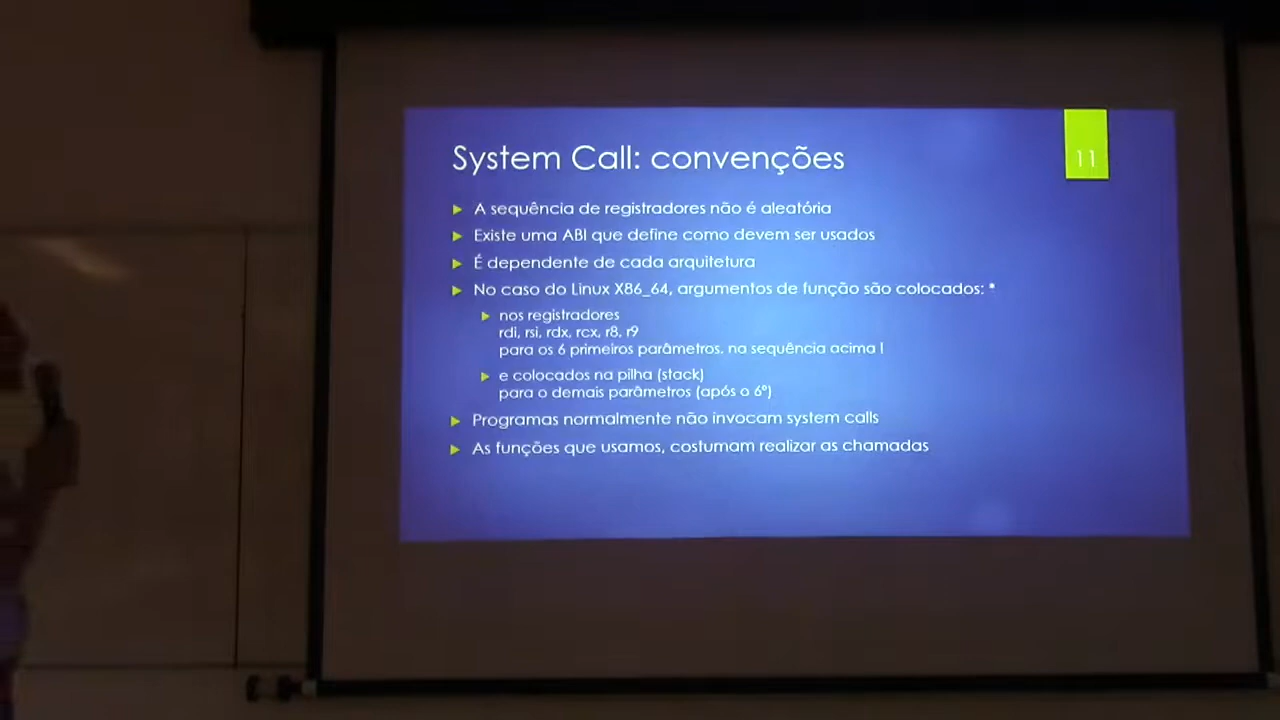 System Call: convenções
11
A sequência de registradores não é aleatória
Existe uma ABI que define como devem ser usados
É dependente de cada arquitetura
No caso do Linux X86_64, argumentos de função são colocados: *
nos registradores
rdi, rsi, rdx, rcx, r8, r9
para os 6 primeiros parâmetros, na sequência acima !
e colocados na pilha (stack)
para o demais parâmetros (após o 6º)
Programas normalmente não invocam system calls
As funções que usamos, costumam realizar as chamadas